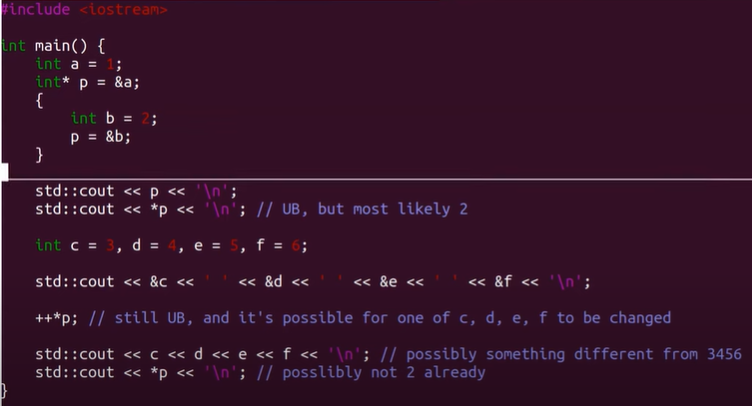 #include <iostream>
int main() {
    int a = 1;
    int* p = &a;
    {
        int b = 2;
        p = &b;
    }
    std::cout << p << '\n';
    std::cout << *p << '\n'; // UB, but most likely 2
    int c = 3, d = 4, e = 5, f = 6;
    std::cout << &c << ' ' << &d << ' ' << &e << ' ' << &f << '\n';
    ++*p; // still UB, and it's possible for one of c, d, e, f to be changed
    std::cout << c << d << e << f << '\n'; // possibly something different from 3456
    std::cout << *p << '\n'; // posslibly not 2 already
}